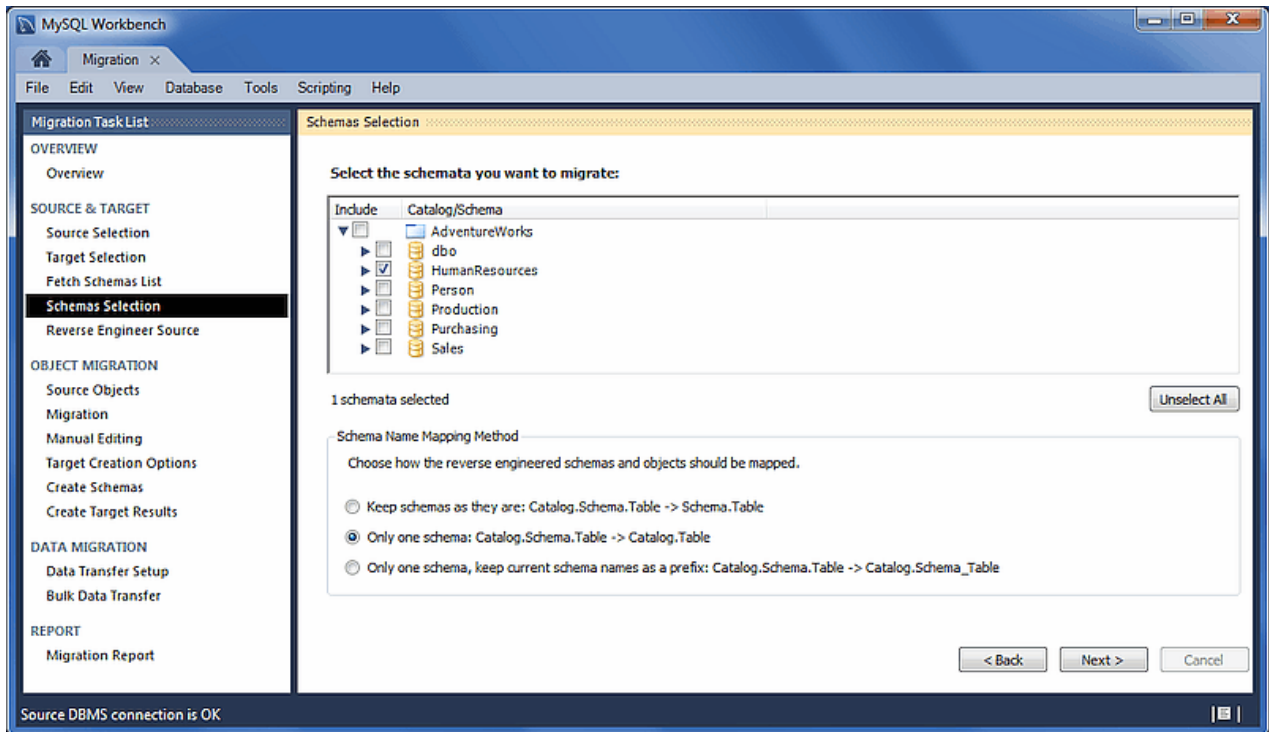 MySQL Workbench
Migration
File Edit View Database Tools Scripting Help
Migration Task List
OVERVIEW
Overview
SOURCE & TARGET
Source Selection
Target Selection
Fetch Schemas List
Schemas Selection
Reverse Engineer Source
OBJECT MIGRATION
Source Objects
Migration
Manual Editing
Target Creation Options
Create Schemas
Create Target Results
DATA MIGRATION
Data Transfer Setup
Bulk Data Transfer
REPORT
Migration Report
Schemas Selection
Select the schemata you want to migrate:
Include Catalog/Schema
AdventureWorks
dbo
HumanResources
Person
Production
Purchasing
Sales
1 schemata selected
Unselect All
Schema Name Mapping Method
Choose how the reverse engineered schemas and objects should be mapped.
Keep schemas as they are: Catalog.Schema.Table -> Schema.Table
Only one schema: Catalog.Schema.Table -> Catalog.Table
Only one schema, keep current schema names as a prefix: Catalog.Schema.Table -> Catalog.Schema_Table
< Back Next > Cancel
Source DBMS connection is OK